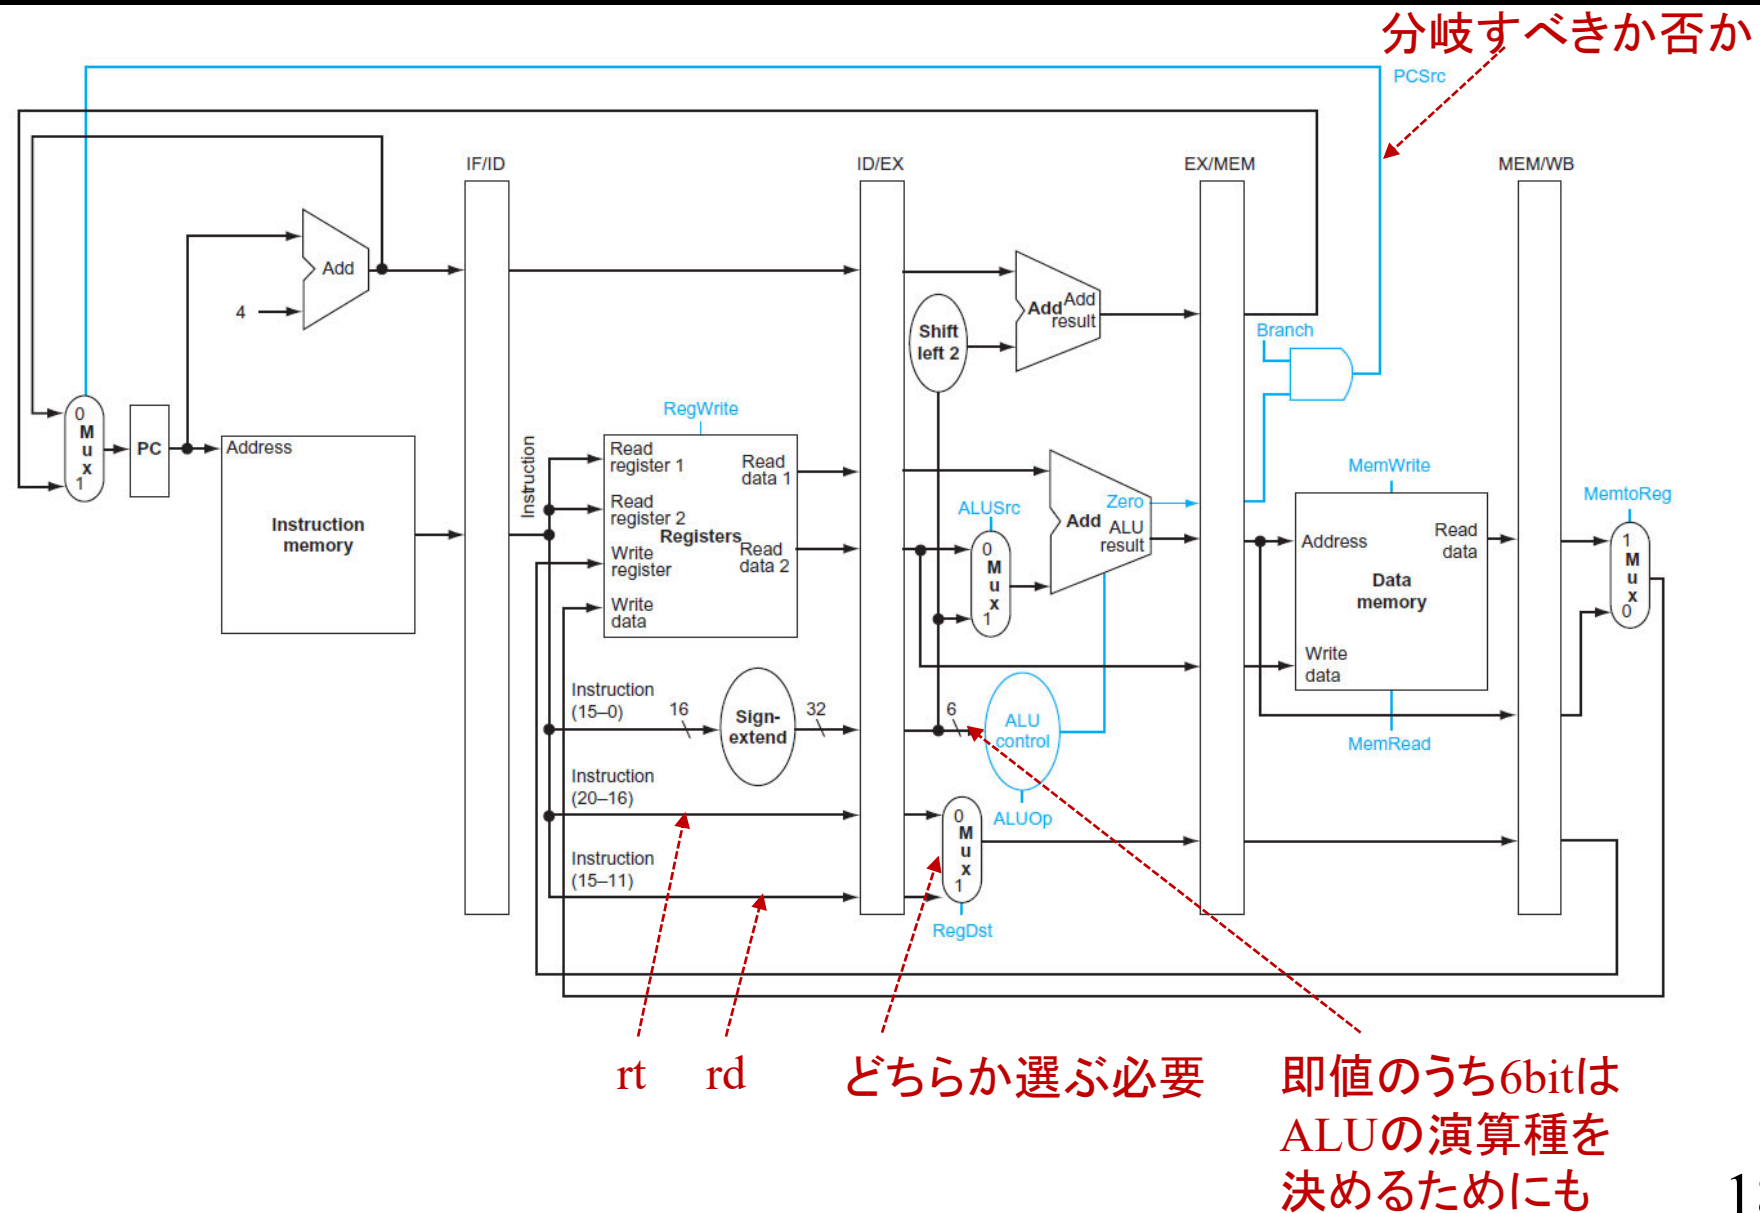 分岐すべきか否か
PCSrc
IF/ID
ID/EX
EX/MEM
MEM/WB
Add
4
Shift
left 2
Add
Add
result
Branch
0
M
u
x
1
PC
Address
Instruction
memory
Instruction
RegWrite
Read
register 1
Read
register 2
Write
register
Write
data
Registers
Read
data 1
Read
data 2
ALUSrc
0
M
u
x
1
Add
Zero
ALU
result
MemWrite
Address
Read
data
Data
memory
Write
data
MemRead
MemtoReg
1
M
u
x
0
Instruction
(15–0)
16
Sign-
extend
32
6
ALU
control
ALUOp
Instruction
(20–16)
Instruction
(15–11)
0
M
u
x
1
RegDst
rt
rd
どちらか選ぶ必要
即値のうち6bitは
ALUの演算種を
決めるためにも